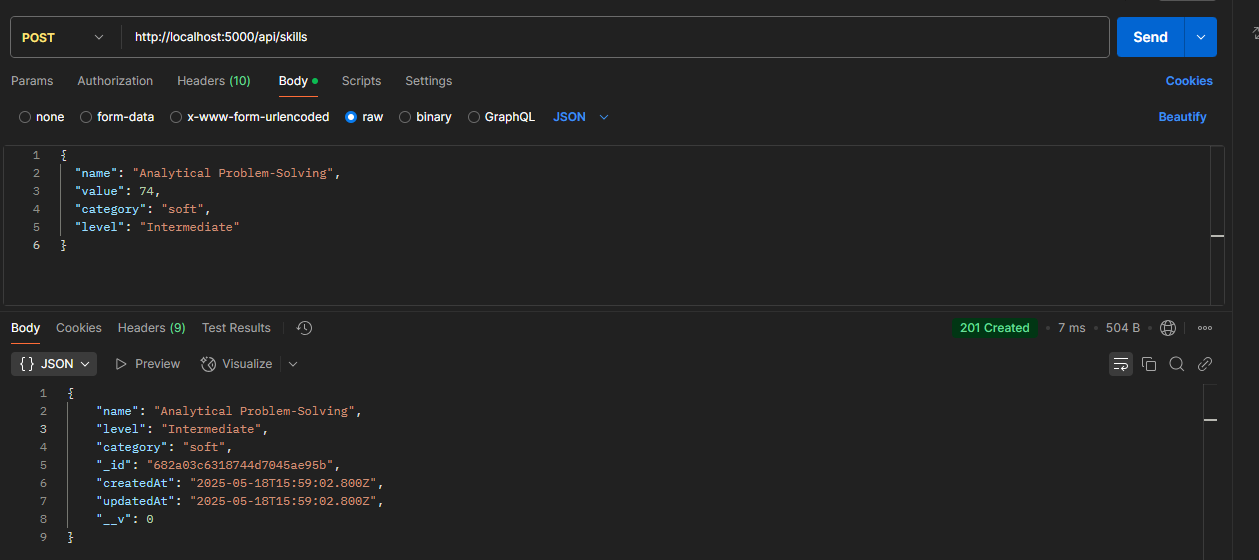 POST http://localhost:5000/api/skills Send
Params Authorization Headers (10) Body Scripts Settings Cookies
none form-data x-www-form-urlencoded raw binary GraphQL JSON Beautify
1 {
2 "name": "Analytical Problem-Solving",
3 "value": 74,
4 "category": "soft",
5 "level": "Intermediate"
6 }
Body Cookies Headers (9) Test Results 201 Created • 7 ms • 504 B
{} JSON Preview Visualize
1 {
2 "name": "Analytical Problem-Solving",
3 "level": "Intermediate",
4 "category": "soft",
5 "_id": "682a03c6318744d7045ae95b",
6 "createdAt": "2025-05-18T15:59:02.800Z",
7 "updatedAt": "2025-05-18T15:59:02.800Z",
8 "__v": 0
9 }